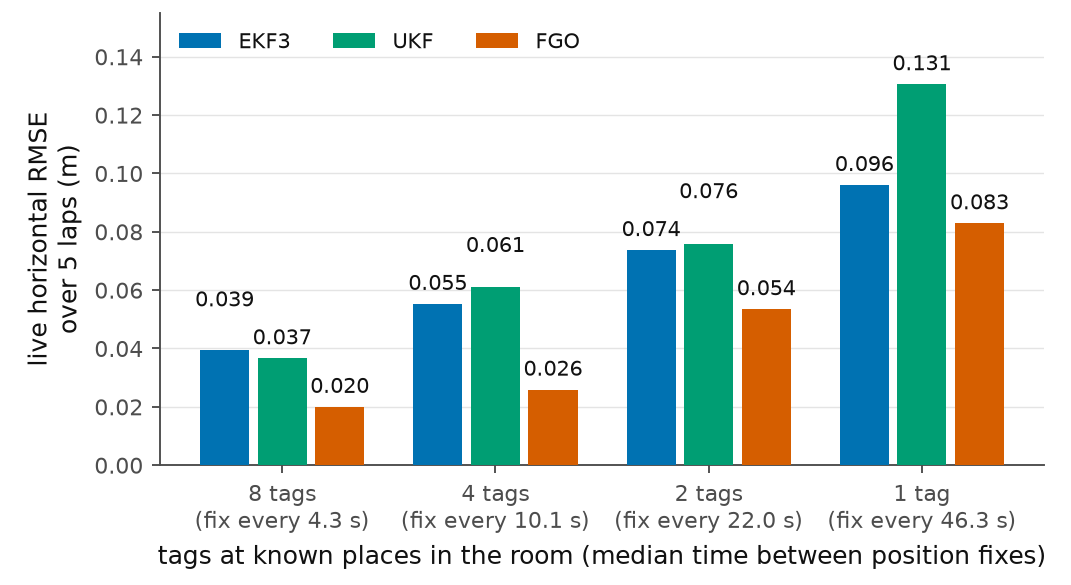 EKF3 UKF FGO
live horizontal RMSE
over 5 laps (m)
0.14
0.12
0.10
0.08
0.06
0.04
0.02
0.00
0.039
0.037
0.020
0.055
0.061
0.026
0.074
0.076
0.054
0.096
0.131
0.083
8 tags
(fix every 4.3 s)
4 tags
(fix every 10.1 s)
2 tags
(fix every 22.0 s)
1 tag
(fix every 46.3 s)
tags at known places in the room (median time between position fixes)